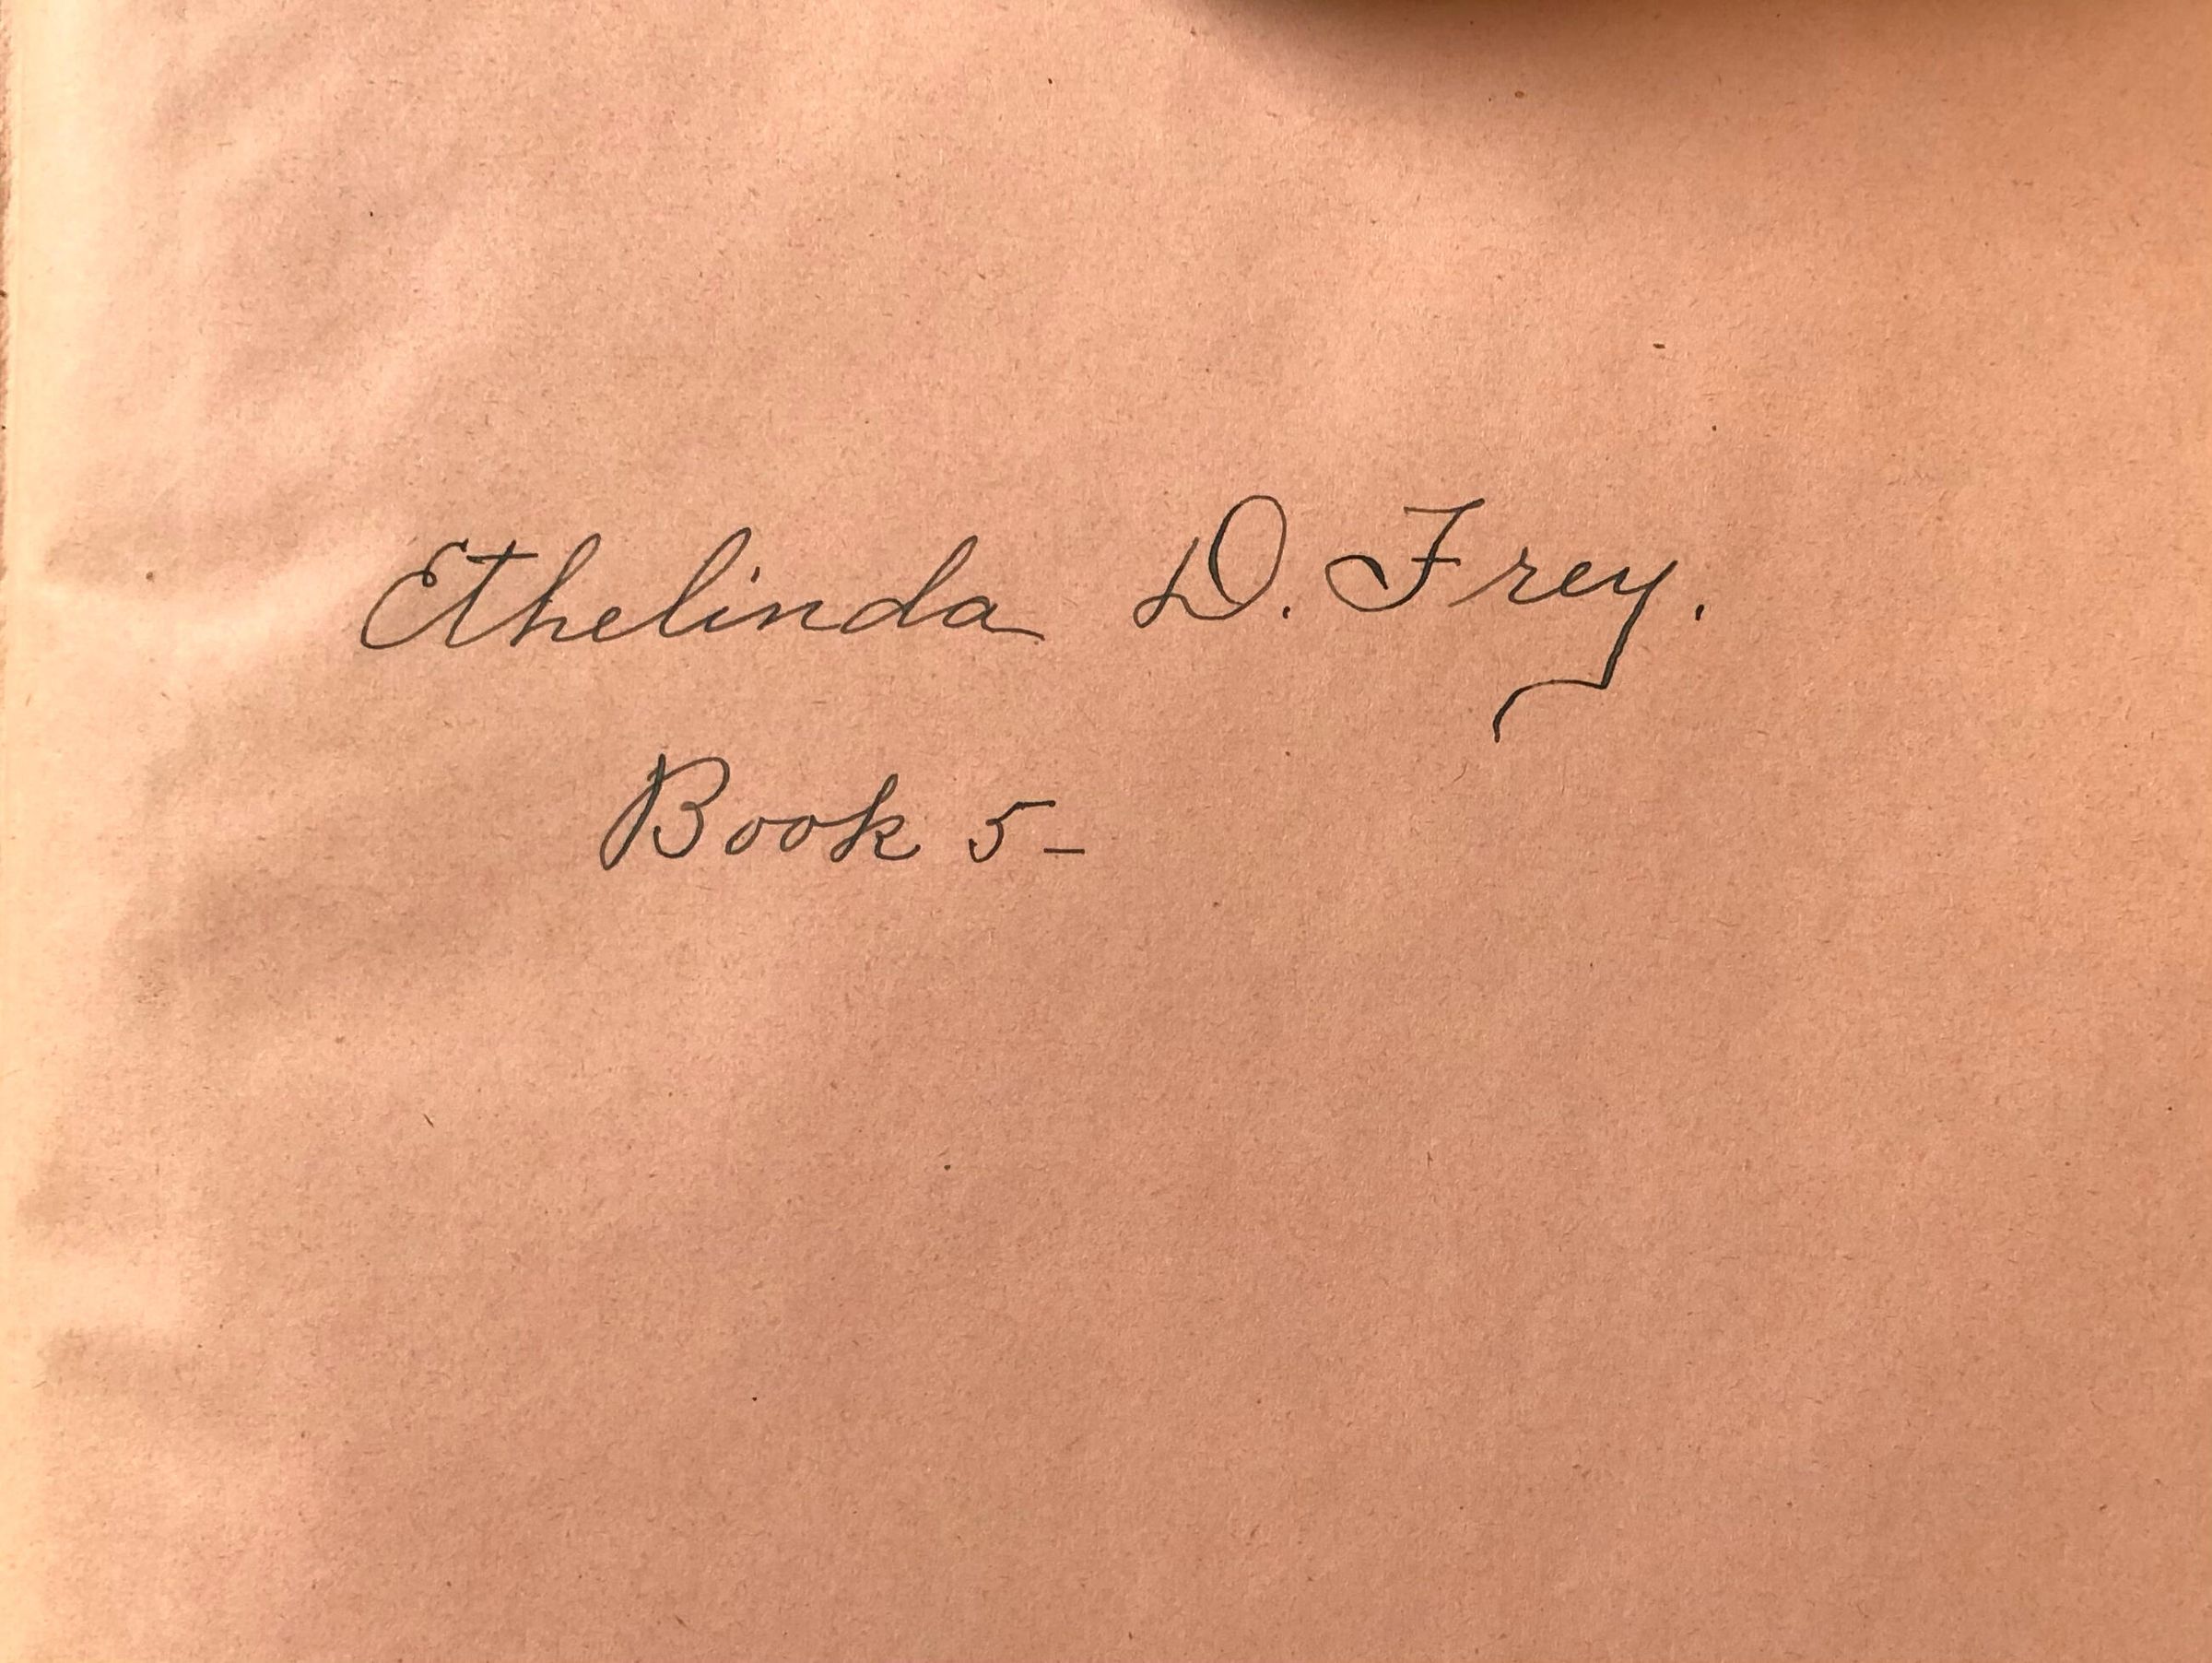 Ethelinda D. Frey.
Book 5-